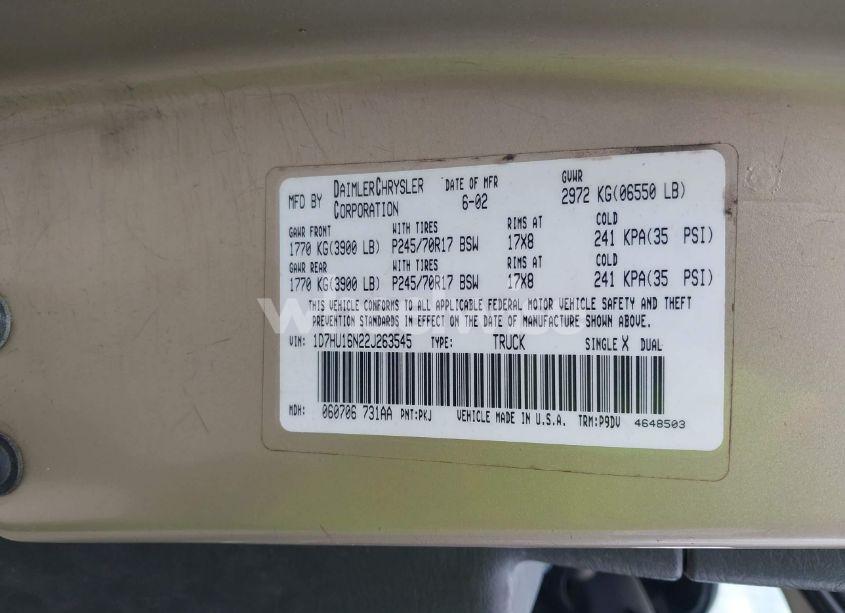 MFD BY DAIMLERCHRYSLER CORPORATION DATE OF MFR 6-02 GVWR 2972 KG(06550 LB)
GAWR FRONT WITH TIRES RIMS AT COLD
1770 KG(3900 LB) P245/70R17 BSW 17X8 241 KPA(35 PSI)
GAWR REAR WITH TIRES RIMS AT COLD
1770 KG(3900 LB) P245/70R17 BSW 17X8 241 KPA(35 PSI)
THIS VEHICLE CONFORMS TO ALL APPLICABLE FEDERAL MOTOR VEHICLE SAFETY AND THEFT
PREVENTION STANDARDS IN EFFECT ON THE DATE OF MANUFACTURE SHOWN ABOVE.
VIN: 1D7HU16N22J263545 TYPE: TRUCK SINGLE X DUAL
MDH: 060706 731AA PNT:PKJ VEHICLE MADE IN U.S.A. TRM:P9DV 4648503